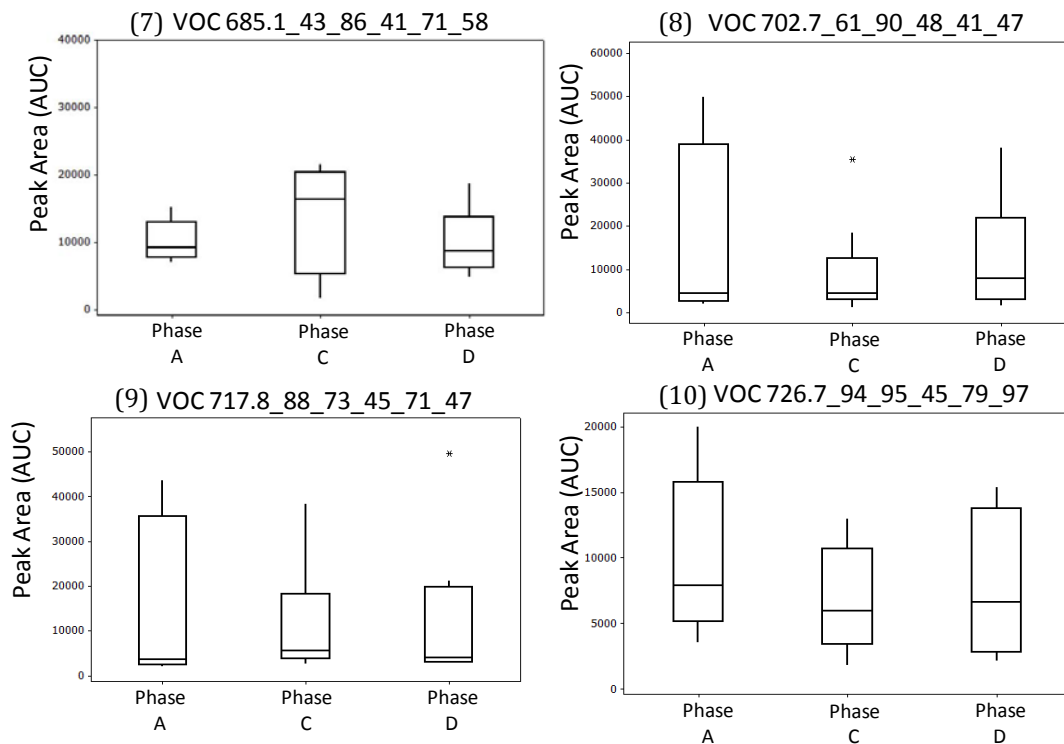 (7) VOC 685.1_43_86_41_71_58
Peak Area (AUC)
40000
30000
20000
10000
0
Phase A
Phase C
Phase D
(8) VOC 702.7_61_90_48_41_47
Peak Area (AUC)
60000
50000
40000
30000
20000
10000
0
Phase A
Phase C
Phase D
(9) VOC 717.8_88_73_45_71_47
Peak Area (AUC)
50000
40000
30000
20000
10000
0
Phase A
Phase C
Phase D
(10) VOC 726.7_94_95_45_79_97
Peak Area (AUC)
20000
15000
10000
5000
0
Phase A
Phase C
Phase D